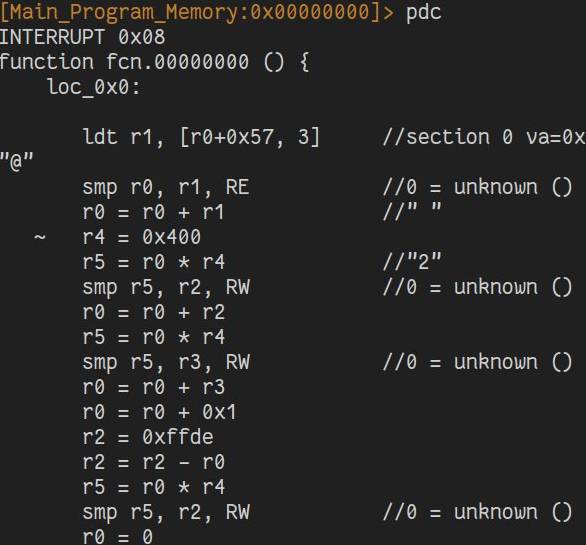 [Main_Program_Memory:0x00000000]> pdc
INTERRUPT 0x08
function fcn.00000000 () {
loc_0x0:
ldt r1, [r0+0x57, 3] //section 0 va=0x
"@"
smp r0, r1, RE //0 = unknown ()
r0 = r0 + r1 //" "
~ r4 = 0x400
r5 = r0 * r4 //"2"
smp r5, r2, RW //0 = unknown ()
r0 = r0 + r2
r5 = r0 * r4
smp r5, r3, RW //0 = unknown ()
r0 = r0 + r3
r0 = r0 + 0x1
r2 = 0xffde
r2 = r2 - r0
r5 = r0 * r4
smp r5, r2, RW //0 = unknown ()
r0 = 0